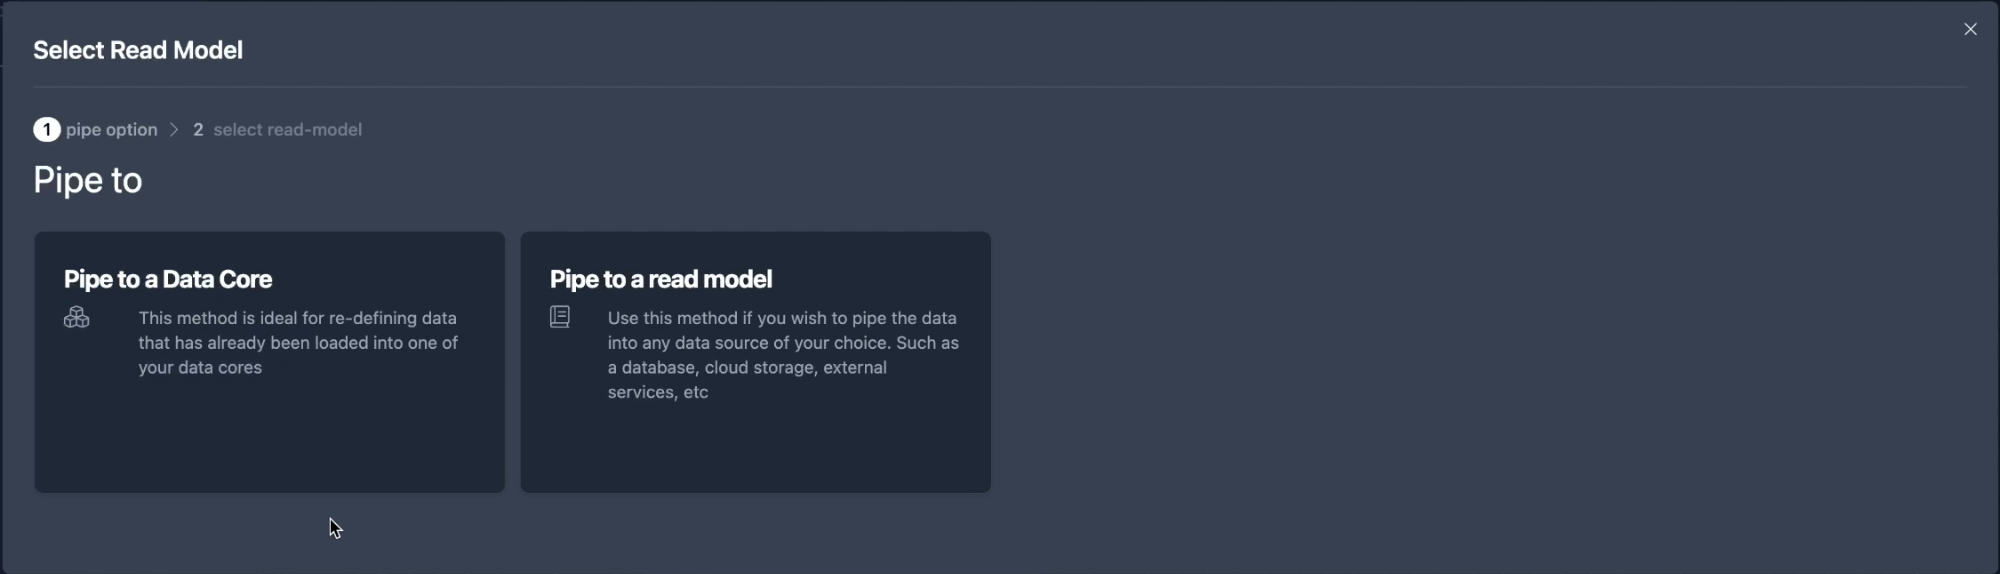 Select Read Model
1 pipe option > 2 select read-model
Pipe to
Pipe to a Data Core
This method is ideal for re-defining data
that has already been loaded into one of
your data cores
Pipe to a read model
Use this method if you wish to pipe the data
into any data source of your choice. Such as
a database, cloud storage, external
services, etc